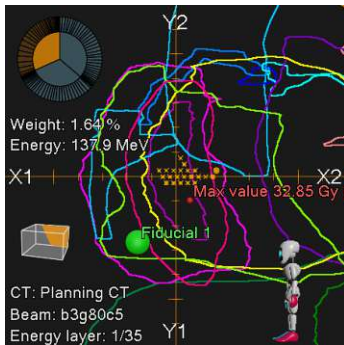 Y2
Weight: 1.64%
Energy: 137.9 MeV
X1
X2
Max value 32.85 Gy
Fiducial 1
CT: Planning CT
Beam: b3g80c5
Y1
Energy layer: 1/35